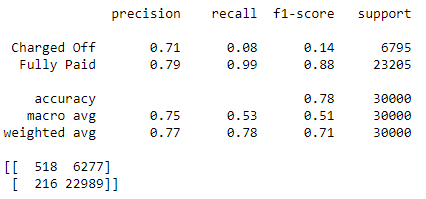 precision recall f1-score support
Charged Off 0.71 0.08 0.14 6795
Fully Paid 0.79 0.99 0.88 23205
accuracy 0.78 30000
macro avg 0.75 0.53 0.51 30000
weighted avg 0.77 0.78 0.71 30000
[[ 518 6277]
[ 216 22989]]